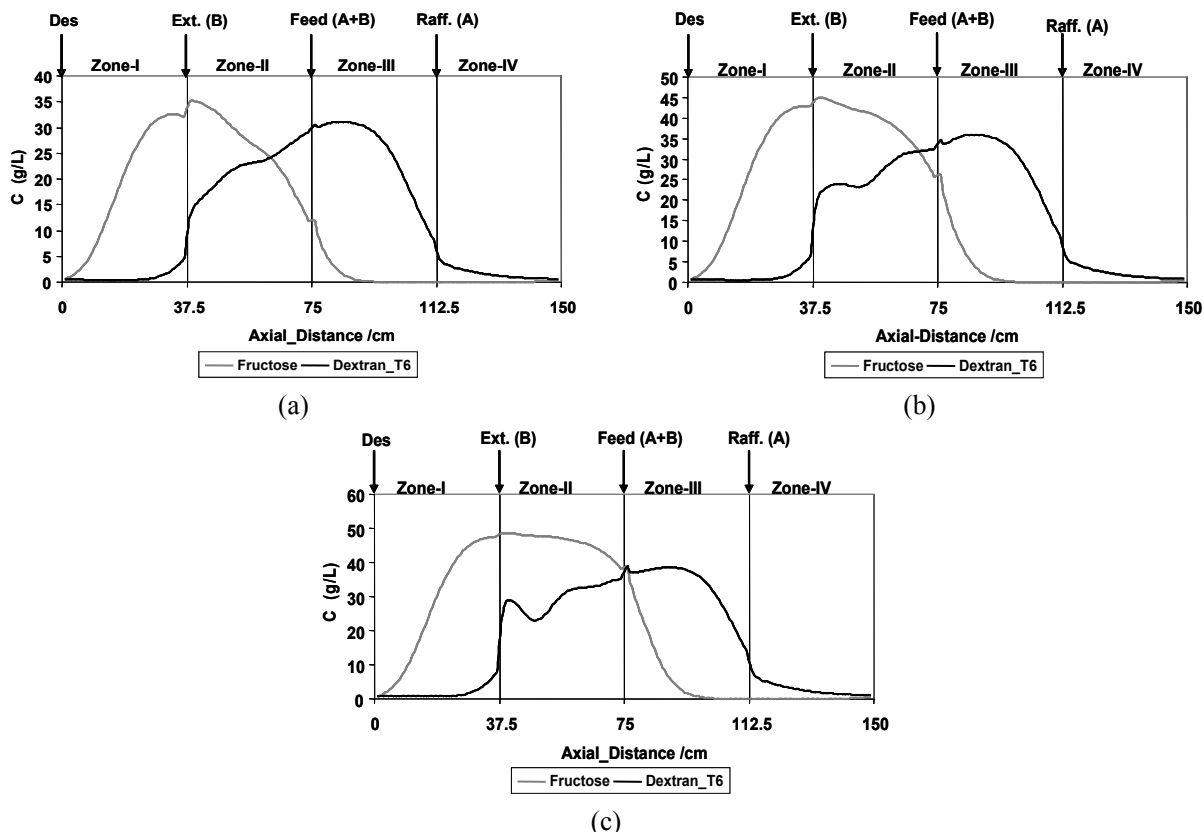 Des Ext. (B) Feed (A+B) Raff. (A)
Zone-I Zone-II Zone-III Zone-IV
40
35
30
25
20
15
10
5
0
C (g/L)
0 37.5 75 112.5 150
Axial_Distance /cm
Fructose Dextran_T6
(a)
Des Ext. (B) Feed (A+B) Raff. (A)
Zone-I Zone-II Zone-III Zone-IV
50
45
40
35
30
25
20
15
10
5
0
C (g/L)
0 37.5 75 112.5 150
Axial-Distance /cm
Fructose Dextran_T6
(b)
Des Ext. (B) Feed (A+B) Raff. (A)
Zone-I Zone-II Zone-III Zone-IV
60
50
40
30
20
10
0
C (g/L)
0 37.5 75 112.5 150
Axial_Distance /cm
Fructose Dextran_T6
(c)